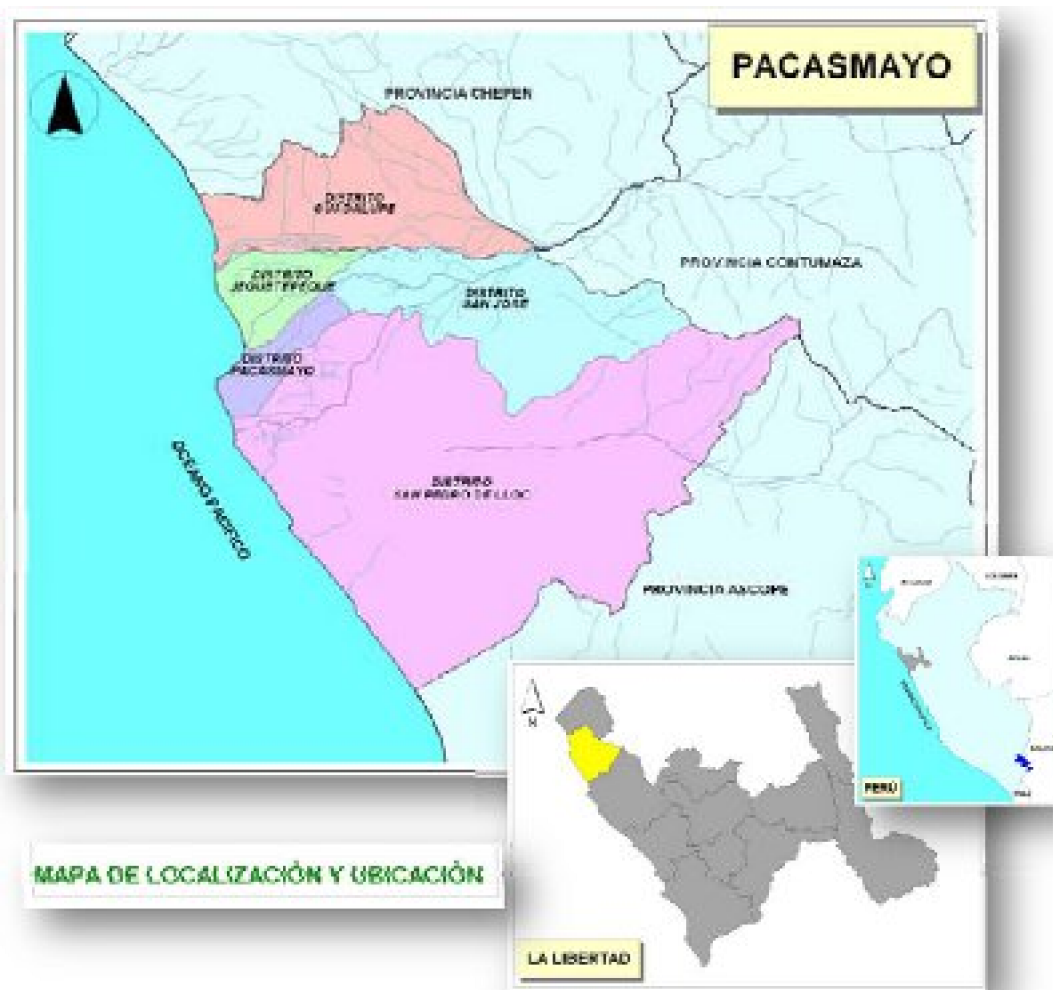 PACASMAYO
PROVINCIA CHEPEN
DISTRITO
GUADALUPE
PROVINCIA CONTUMAZA
DISTRITO
JEQUETEPEQUE
DISTRITO
SAN JOSE
DISTRITO
PACASMAYO
OCEANO PACIFICO
DISTRITO
SAN PEDRO DE LLOC
PROVINCIA ASCOPE
PERÚ
N
MAPA DE LOCALIZACIÓN Y UBICACIÓN
LA LIBERTAD